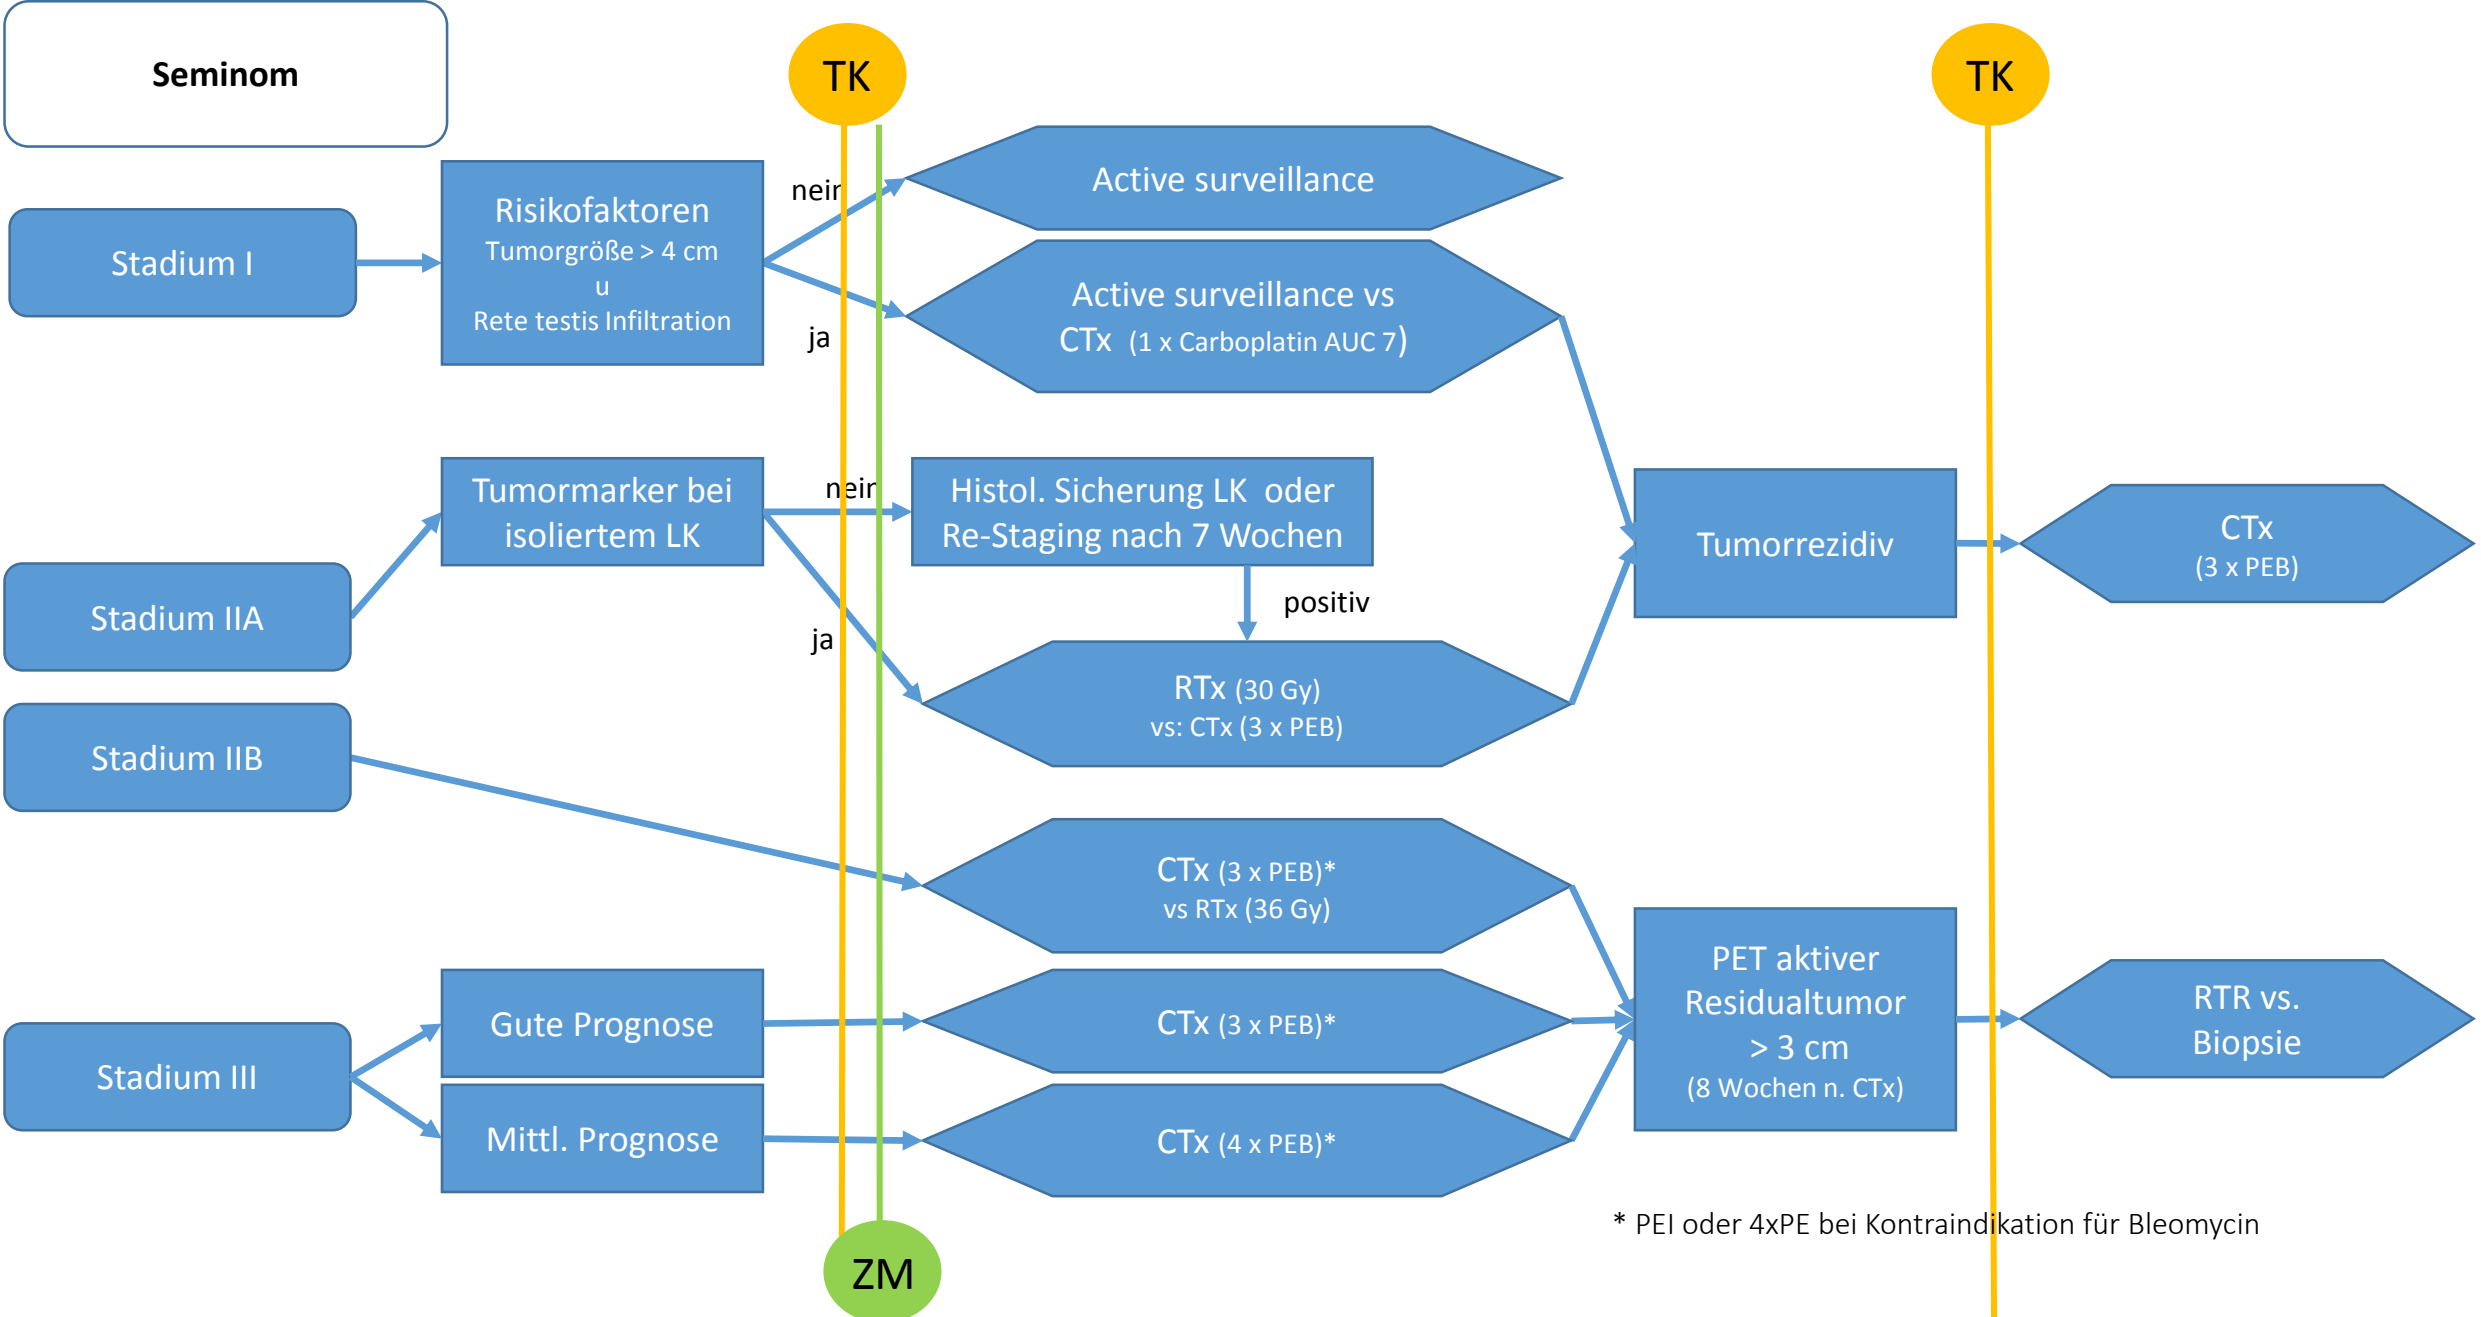 Seminom
TK
TK
Stadium I
Risikofaktoren
Tumorgröße > 4 cm
u
Rete testis Infiltration
nein
ja
Active surveillance
Active surveillance vs
CTx (1 x Carboplatin AUC 7)
Stadium IIA
Tumormarker bei
isoliertem LK
nein
ja
Histol. Sicherung LK oder
Re-Staging nach 7 Wochen
positiv
RTx (30 Gy)
vs: CTx (3 x PEB)
Tumorrezidiv
CTx
(3 x PEB)
Stadium IIB
CTx (3 x PEB)*
vs RTx (36 Gy)
Stadium III
Gute Prognose
CTx (3 x PEB)*
Mittl. Prognose
CTx (4 x PEB)*
PET aktiver
Residualtumor
> 3 cm
(8 Wochen n. CTx)
RTR vs.
Biopsie
* PEI oder 4xPE bei Kontraindikation für Bleomycin
ZM